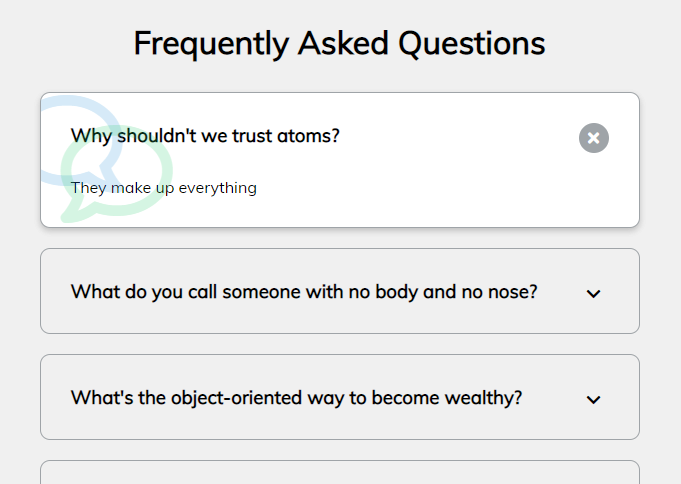 Frequently Asked Questions
Why shouldn't we trust atoms?
They make up everything
What do you call someone with no body and no nose?
What's the object-oriented way to become wealthy?